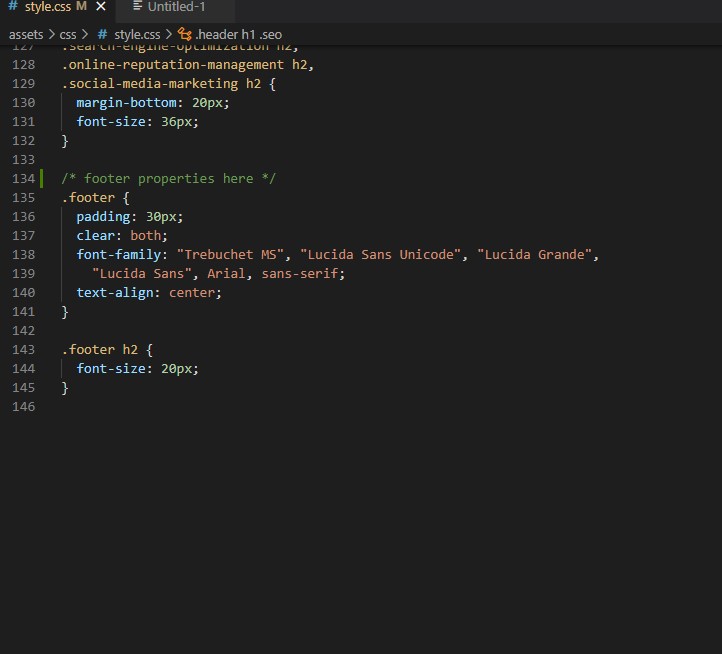 # style.css M × Untitled-1
assets > css > # style.css > .header h1 .seo
127 .search-engine-optimization h2,
128 .online-reputation-management h2,
129 .social-media-marketing h2 {
130 margin-bottom: 20px;
131 font-size: 36px;
132 }
133
134 /* footer properties here */
135 .footer {
136 padding: 30px;
137 clear: both;
138 font-family: "Trebuchet MS", "Lucida Sans Unicode", "Lucida Grande",
139 "Lucida Sans", Arial, sans-serif;
140 text-align: center;
141 }
142
143 .footer h2 {
144 font-size: 20px;
145 }
146